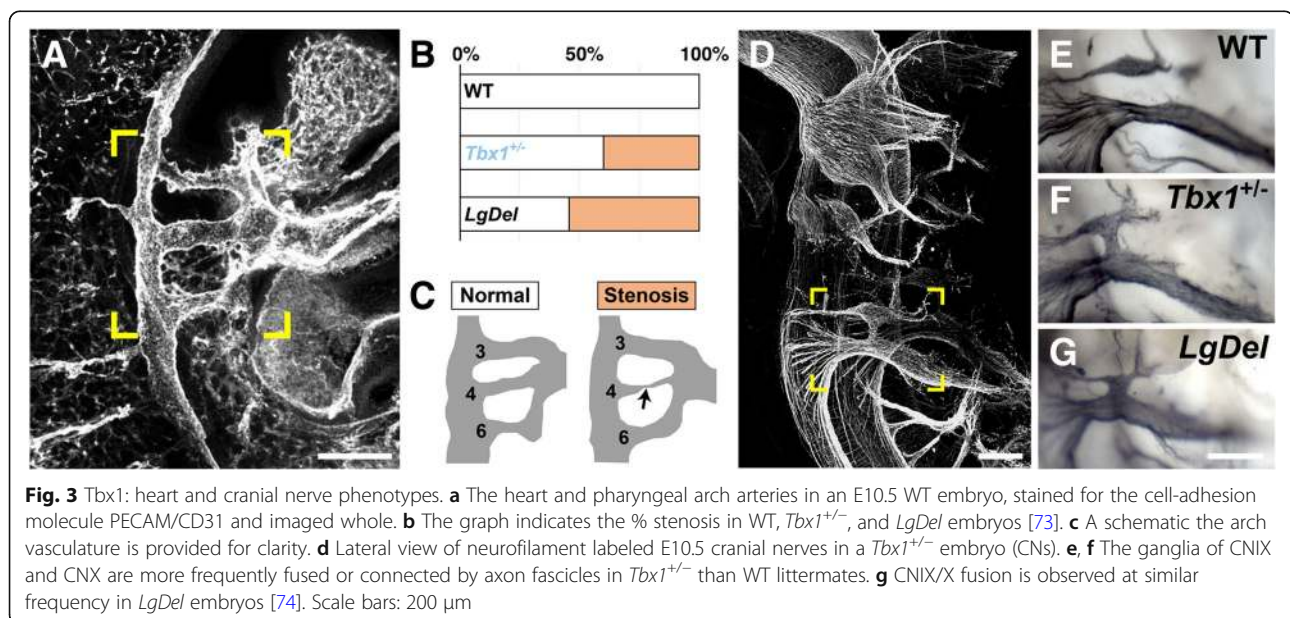 A
B
0% 50% 100%
WT
Tbx1+/-
LgDel
C
Normal
Stenosis
3
4
6
3
4
6
D
E
WT
F
Tbx1+/-
G
LgDel
Fig. 3 Tbx1: heart and cranial nerve phenotypes. a The heart and pharyngeal arch arteries in an E10.5 WT embryo, stained for the cell-adhesion
molecule PECAM/CD31 and imaged whole. b The graph indicates the % stenosis in WT, Tbx1+/−, and LgDel embryos [73]. c A schematic the arch
vasculature is provided for clarity. d Lateral view of neurofilament labeled E10.5 cranial nerves in a Tbx1+/− embryo (CNs). e, f The ganglia of CNIX
and CNX are more frequently fused or connected by axon fascicles in Tbx1+/− than WT littermates. g CNIX/X fusion is observed at similar
frequency in LgDel embryos [74]. Scale bars: 200 μm